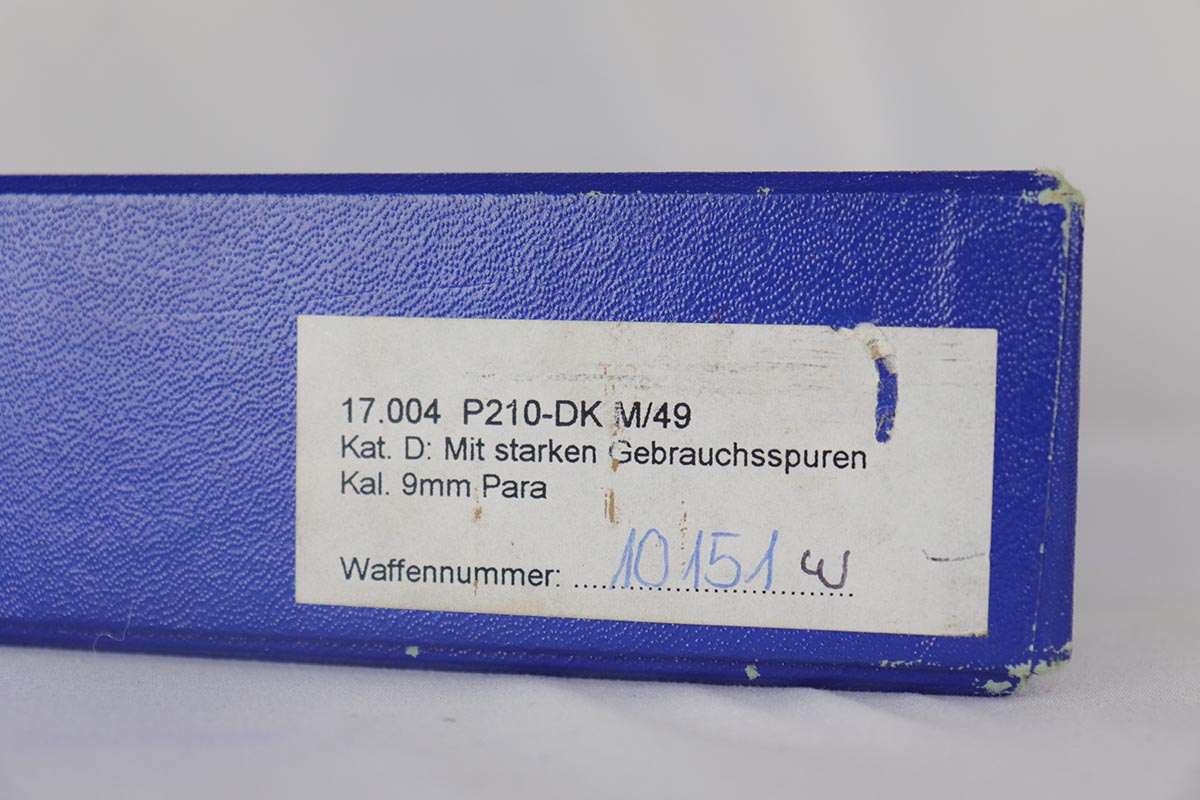 17.004 P210-DK M/49
Kat. D: Mit starken Gebrauchsspuren
Kal. 9mm Para
Waffennummer: 10151 w